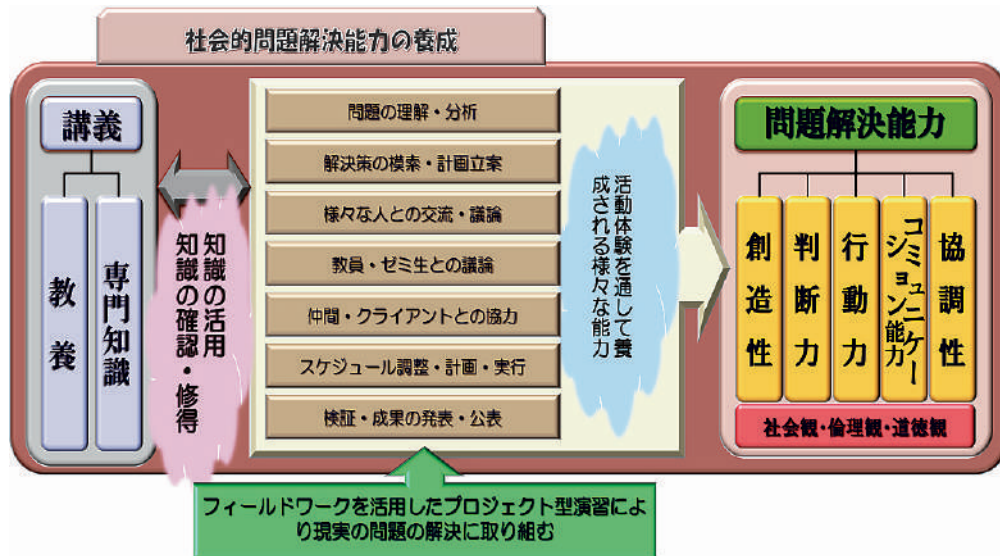 社会的問題解決能力の養成
講義
教養
専門知識
知識の活用
知識の確認・修得
問題の理解・分析
解決策の模索・計画立案
様々な人との交流・議論
教員・ゼミ生との議論
仲間・クライアントとの協力
スケジュール調整・計画・実行
検証・成果の発表・公表
活動体験を通して養
成される様々な能力
問題解決能力
創造性
判断力
行動力
コミュニケー
ション能力
協調性
社会観・倫理観・道徳観
フィールドワークを活用したプロジェクト型演習によ
り現実の問題の解決に取り組む